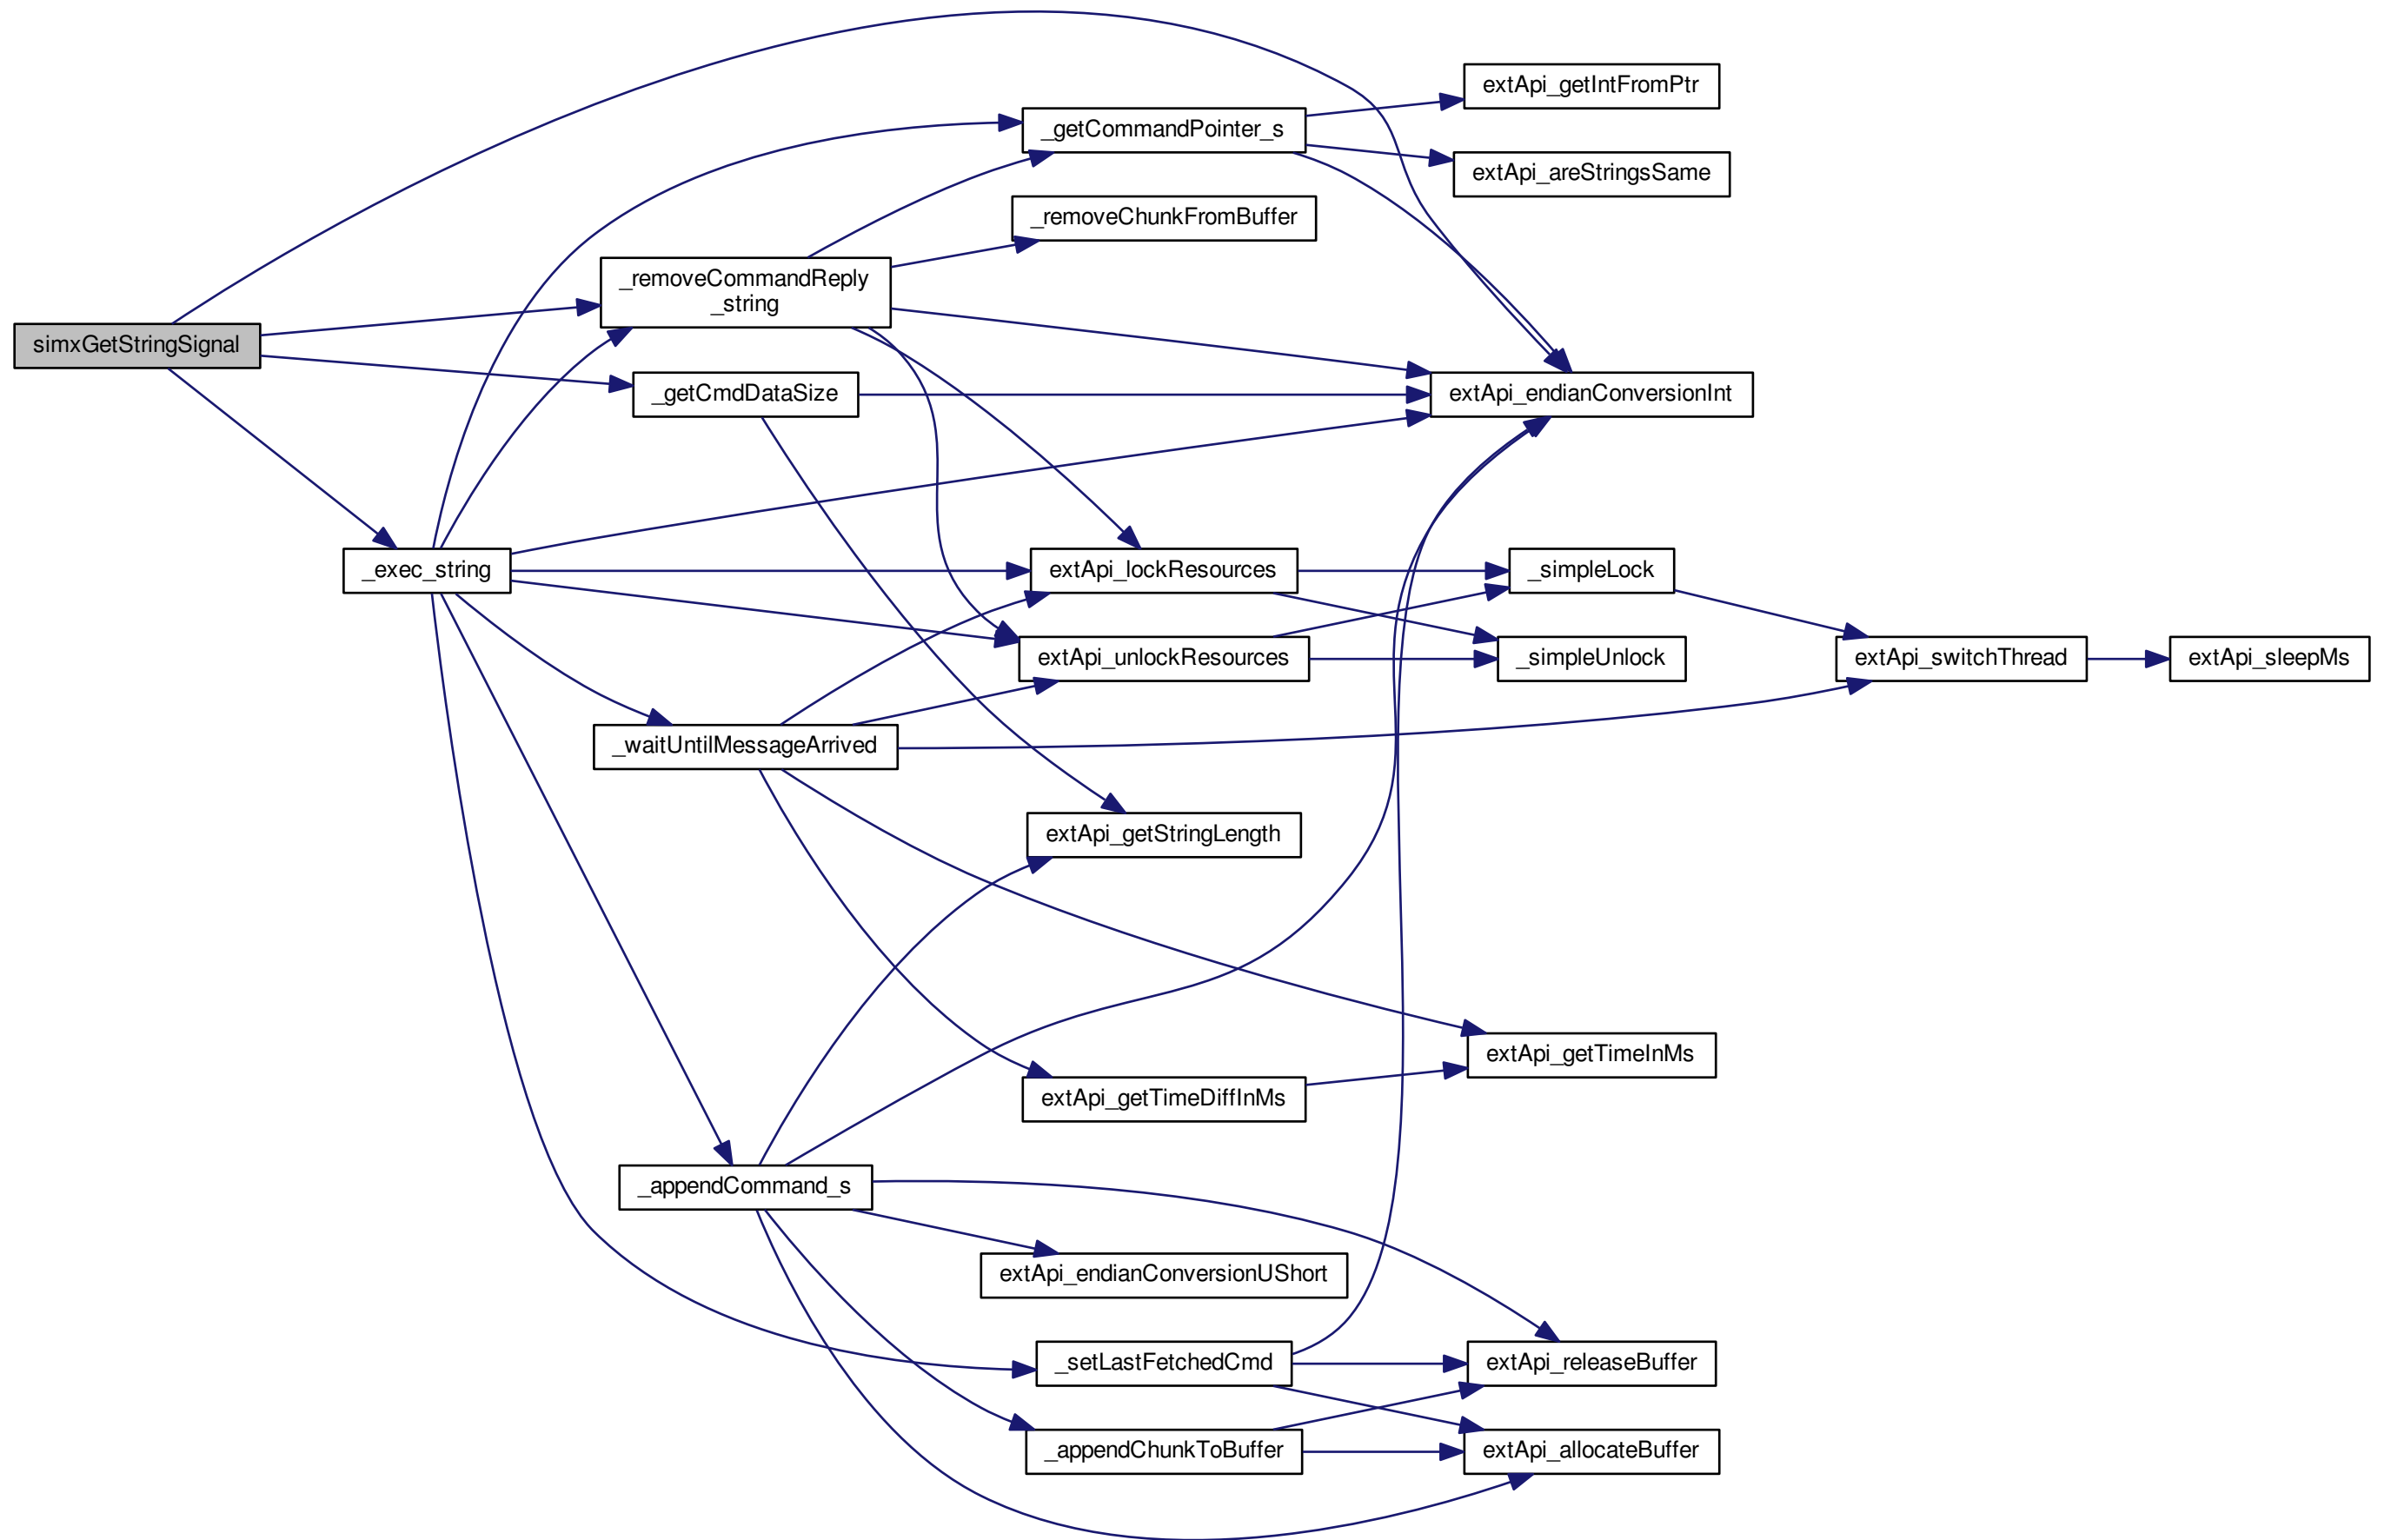 extApi_getIntFromPtr
_getCommandPointer_s
extApi_areStringsSame
_removeChunkFromBuffer
_removeCommandReply
_string
simxGetStringSignal
_getCmdDataSize
extApi_endianConversionInt
_exec_string
extApi_lockResources
_simpleLock
extApi_unlockResources
_simpleUnlock
extApi_switchThread
extApi_sleepMs
_waitUntilMessageArrived
extApi_getStringLength
extApi_getTimeInMs
extApi_getTimeDiffInMs
_appendCommand_s
extApi_endianConversionUShort
_setLastFetchedCmd
extApi_releaseBuffer
_appendChunkToBuffer
extApi_allocateBuffer